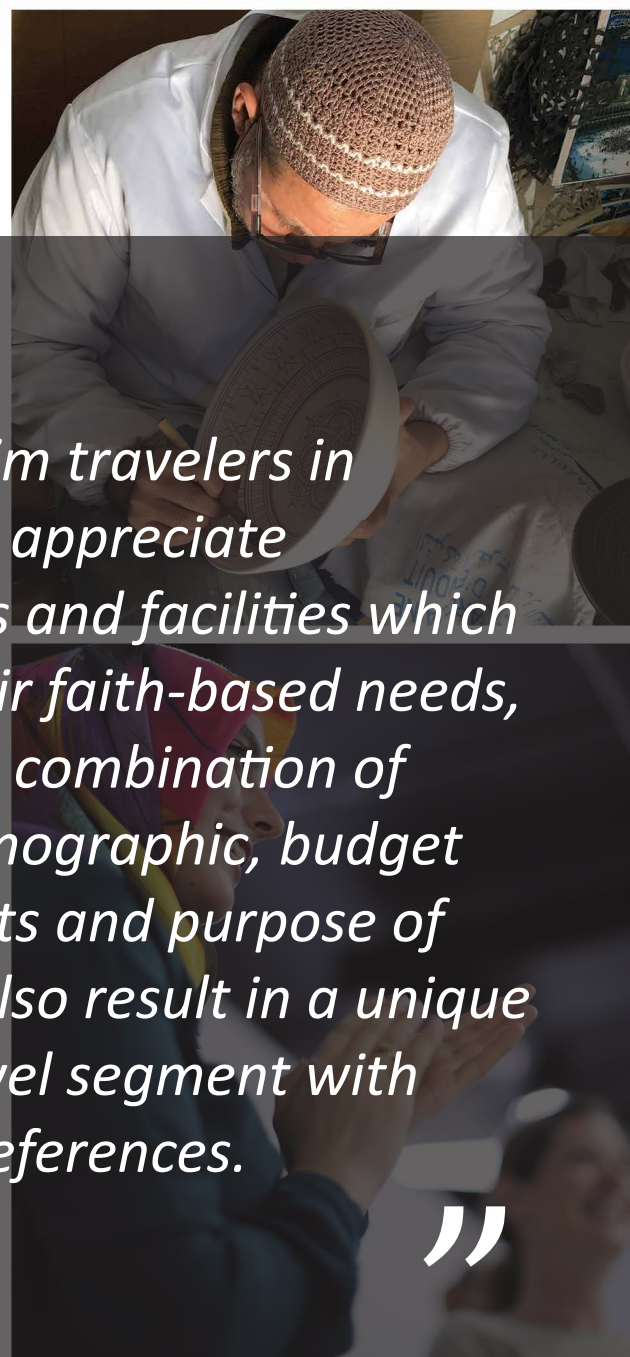 im travelers in
appreciate
s and facilities which
ir faith-based needs,
combination of
nographic, budget
ts and purpose of
lso result in a unique
vel segment with
eferences.
”